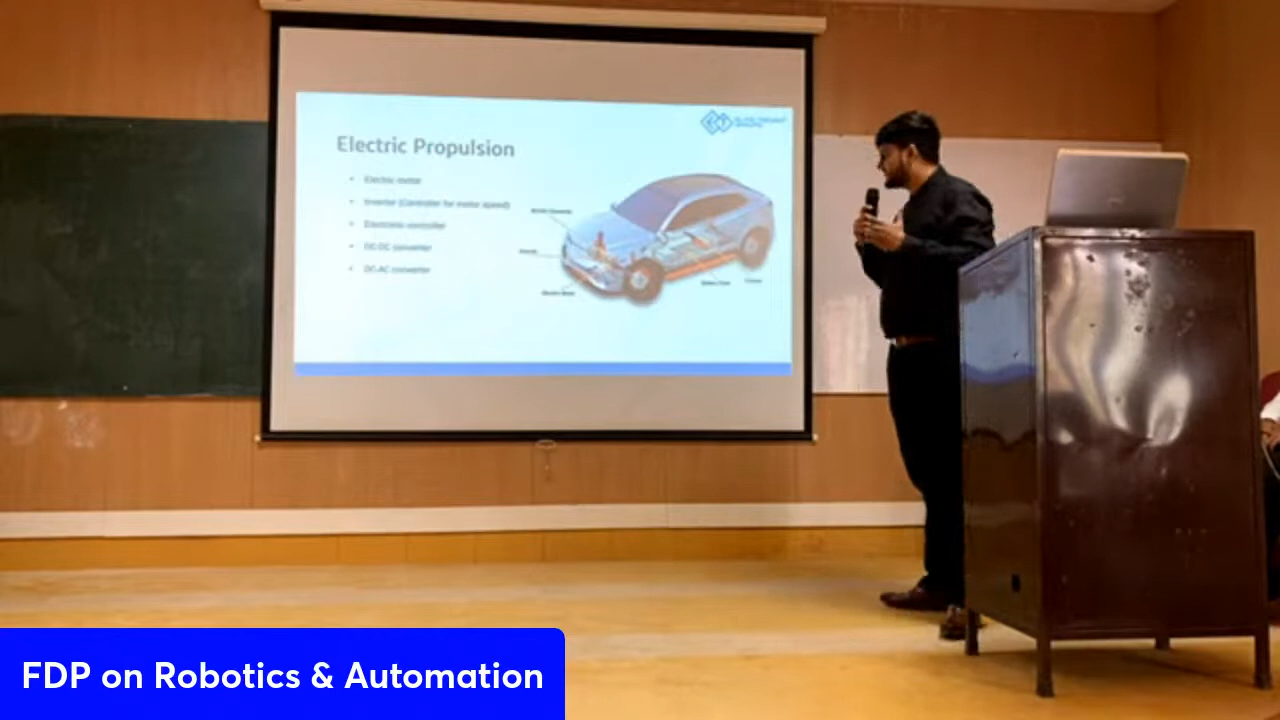 Electric Propulsion
Electric motor
Inverter (Controller for motor speed)
Electronic controller
DC-DC converter
DC-AC converter
FDP on Robotics & Automation